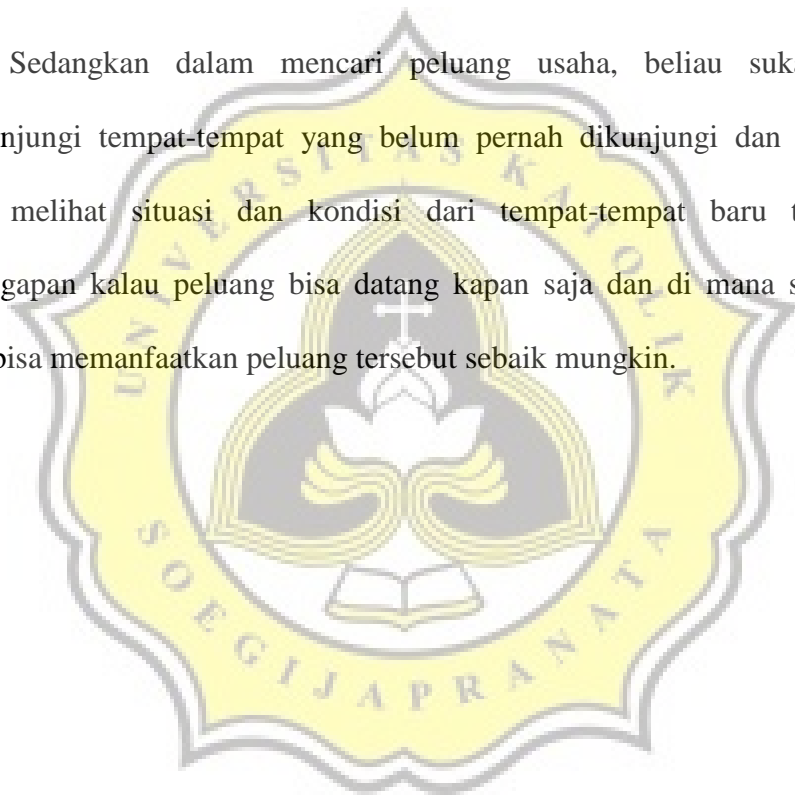 Sedangkan dalam mencari peluang usaha, beliau suka
tempat-tempat yang belum pernah dikunjungi dan
melihat situasi dan kondisi dari tempat-tempat baru
kalau peluang bisa datang kapan saja dan di mana
bisa memanfaatkan peluang tersebut sebaik mungkin.
UNIVERSITAS KATOLIK
SOEGIJAPRANATA